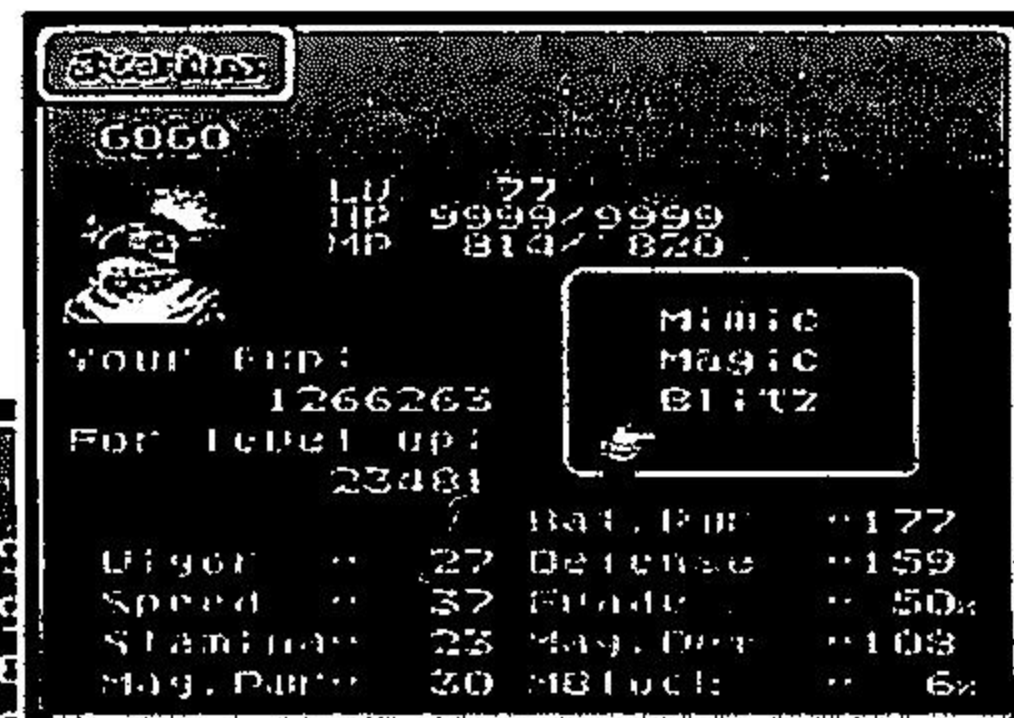 Status
GOGO
LV 77
HP 9999/9999
MP 814/ 820
Mimic
Magic
Blitz
Your Exp:
1266263
For level up:
23481
Bat.Pwr 177
Vigor 27 Defense 159
Speed 37 Evade 50%
Stamina 23 Mag.Def 108
Mag.Pwr 30 MBlock 6%